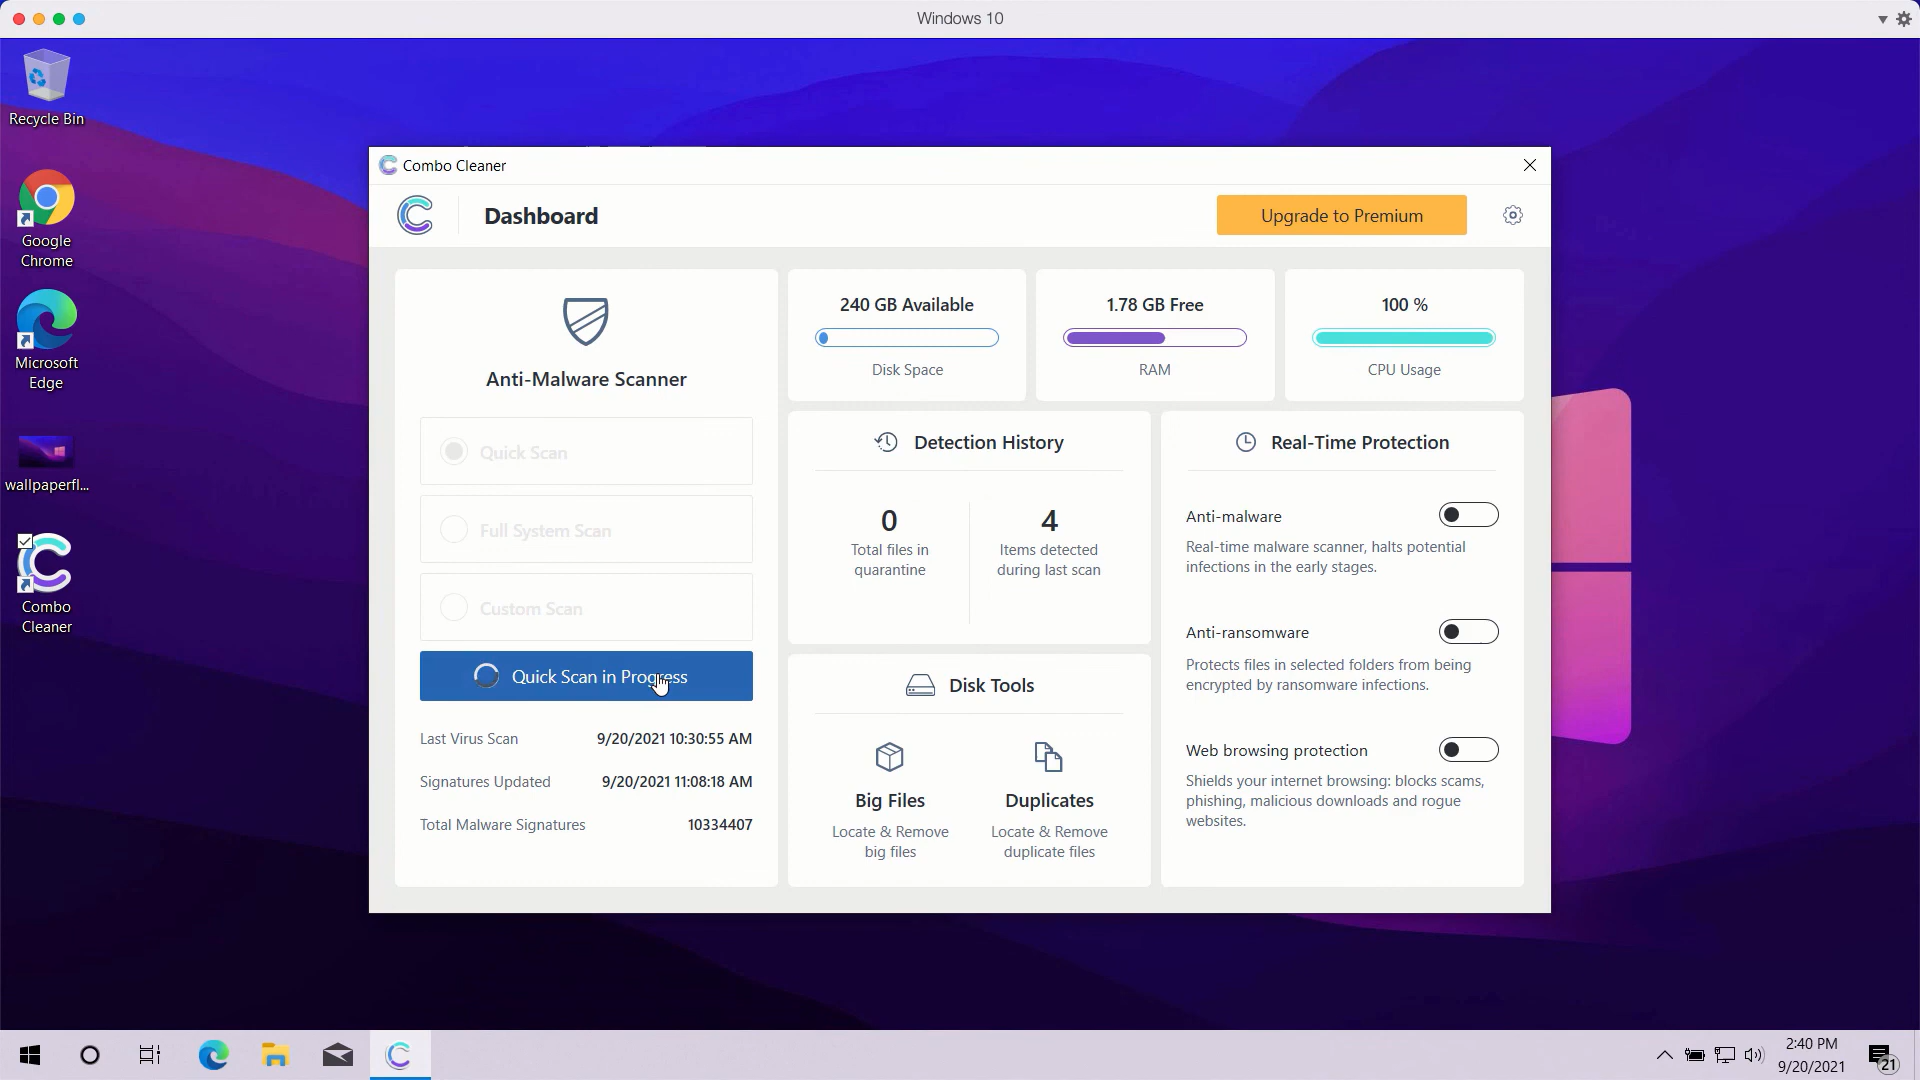 Windows 10
Recycle Bin
Google
Chrome
Microsoft
Edge
wallpaperfl...
Combo
Cleaner
Combo Cleaner
Dashboard
Upgrade to Premium
Anti-Malware Scanner
Quick Scan
Full System Scan
Custom Scan
Quick Scan in Progress
Last Virus Scan 9/20/2021 10:30:55 AM
Signatures Updated 9/20/2021 11:08:18 AM
Total Malware Signatures 10334407
240 GB Available
Disk Space
1.78 GB Free
RAM
100 %
CPU Usage
Detection History
0
Total files in
quarantine
4
Items detected
during last scan
Disk Tools
Big Files
Locate & Remove
big files
Duplicates
Locate & Remove
duplicate files
Real-Time Protection
Anti-malware
Real-time malware scanner, halts potential
infections in the early stages.
Anti-ransomware
Protects files in selected folders from being
encrypted by ransomware infections.
Web browsing protection
Shields your internet browsing: blocks scams,
phishing, malicious downloads and rogue
websites.
2:40 PM
9/20/2021
21